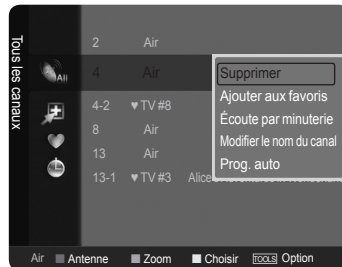 Tous les canaux
All
2 Air
4 Air
4-2 ♥ TV #8
8 Air
13 Air
13-1 ♥ TV #3 Alice
Supprimer
Ajouter aux favoris
Écoute par minuterie
Modifier le nom du canal
Prog. auto
Air Antenne Zoom Choisir TOOLS Option